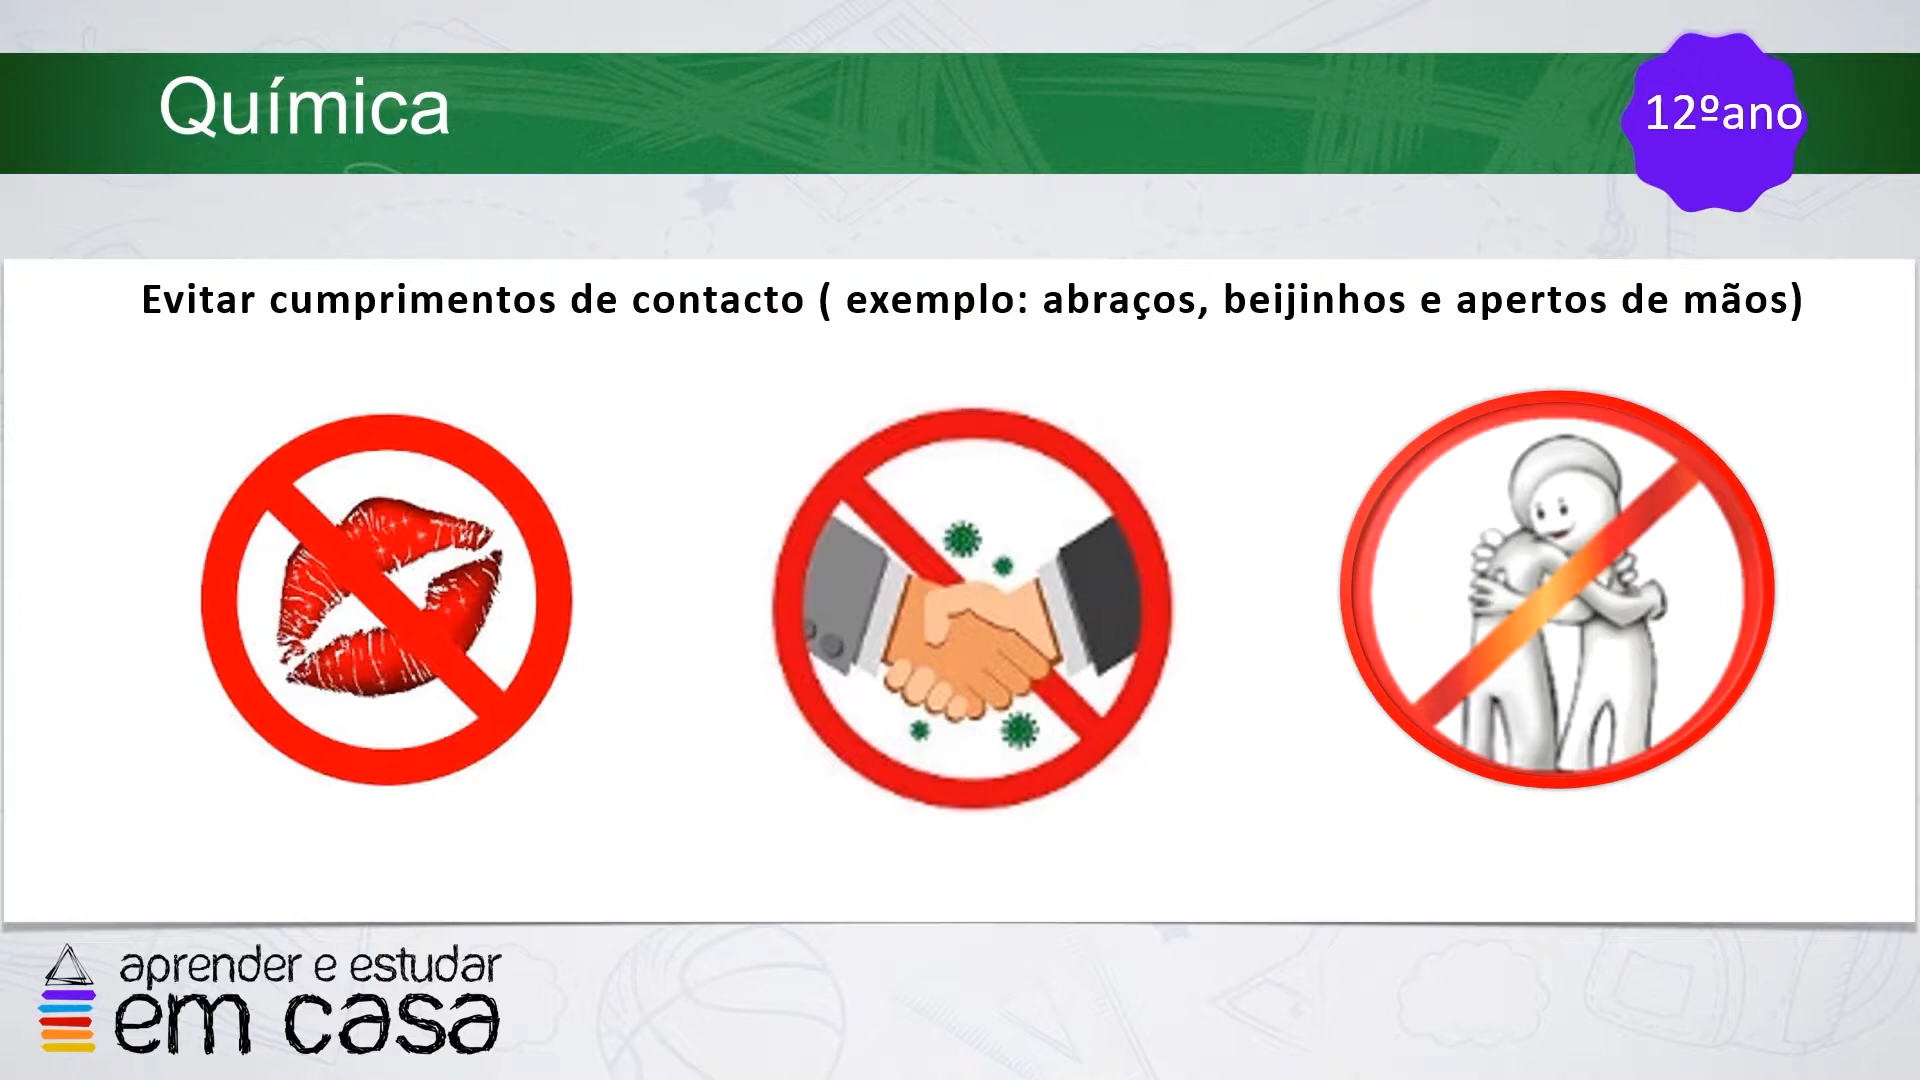 Química
12ºano
Evitar cumprimentos de contacto ( exemplo: abraços, beijinhos e apertos de mãos)
aprender e estudar
em casa